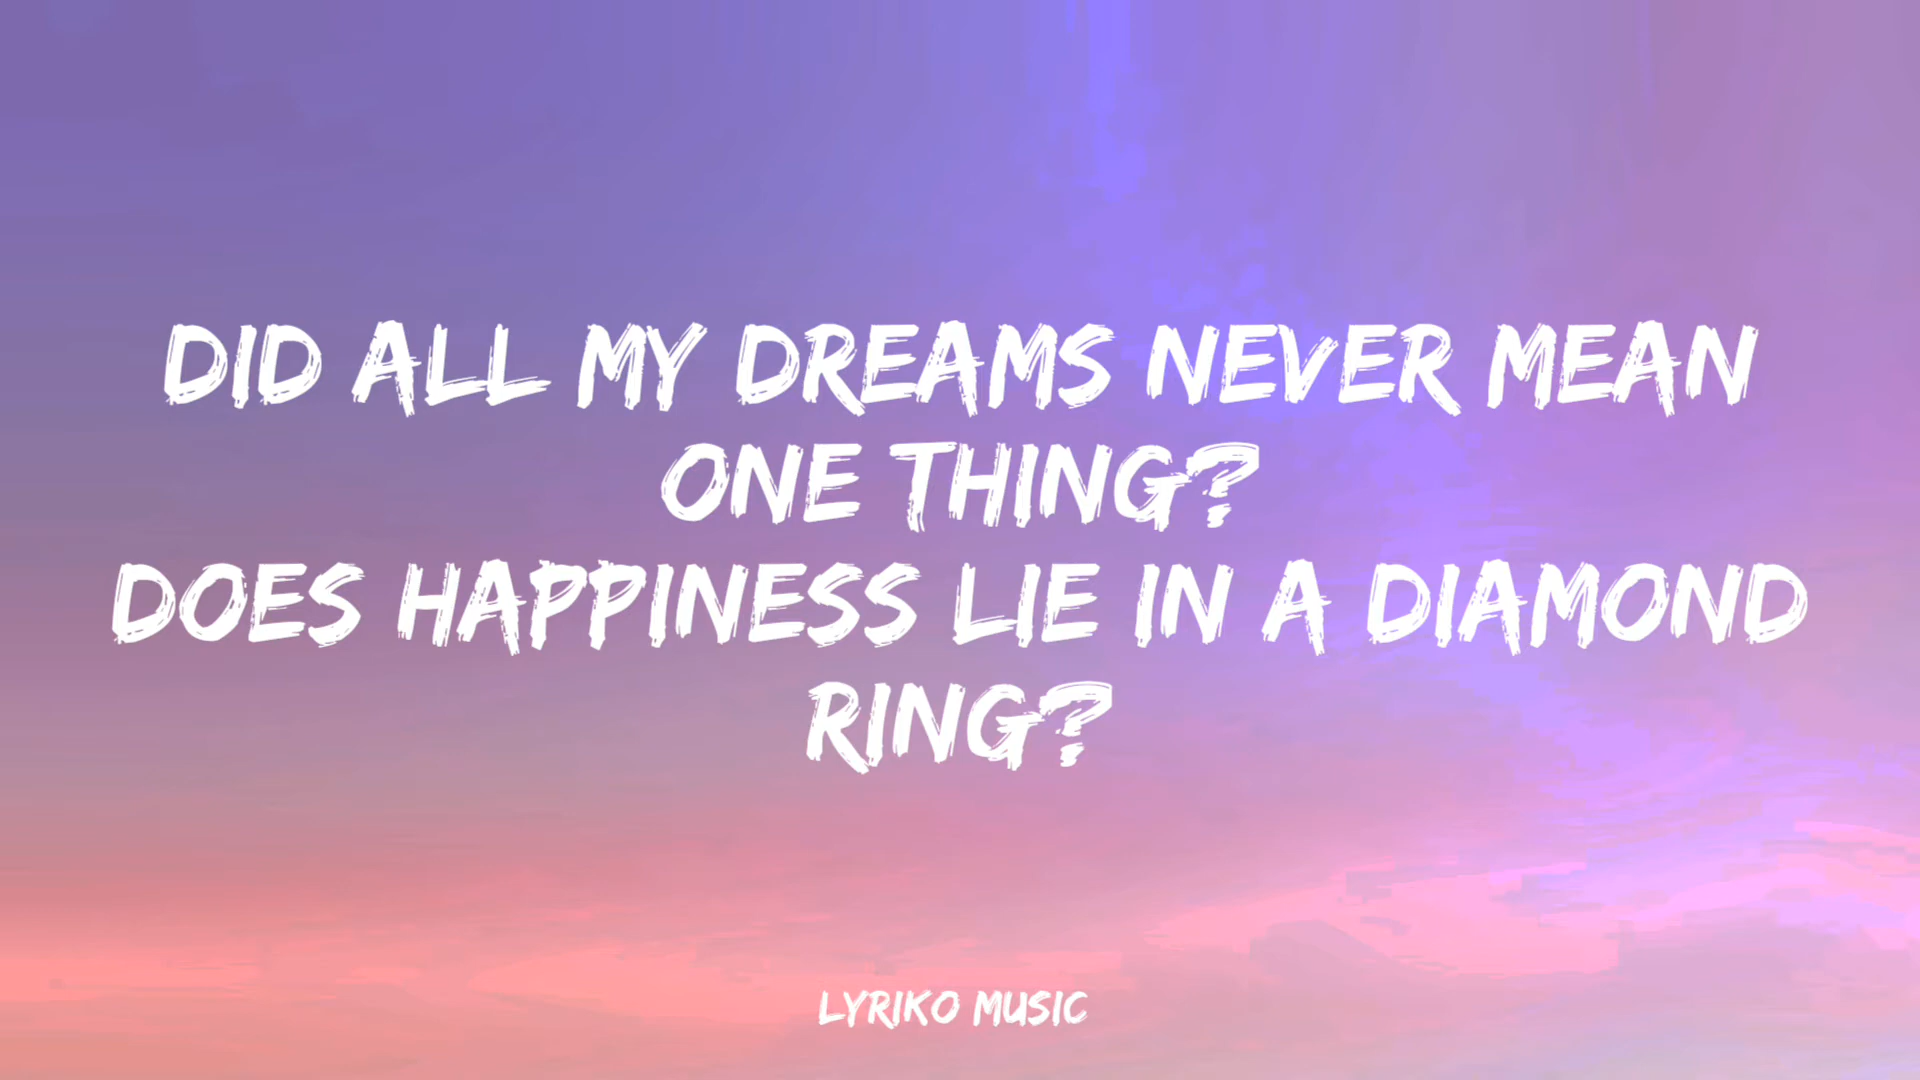 DID ALL MY DREAMS NEVER MEAN
ONE THING?
DOES HAPPINESS LIE IN A DIAMOND
RING?
LYRIKO MUSIC